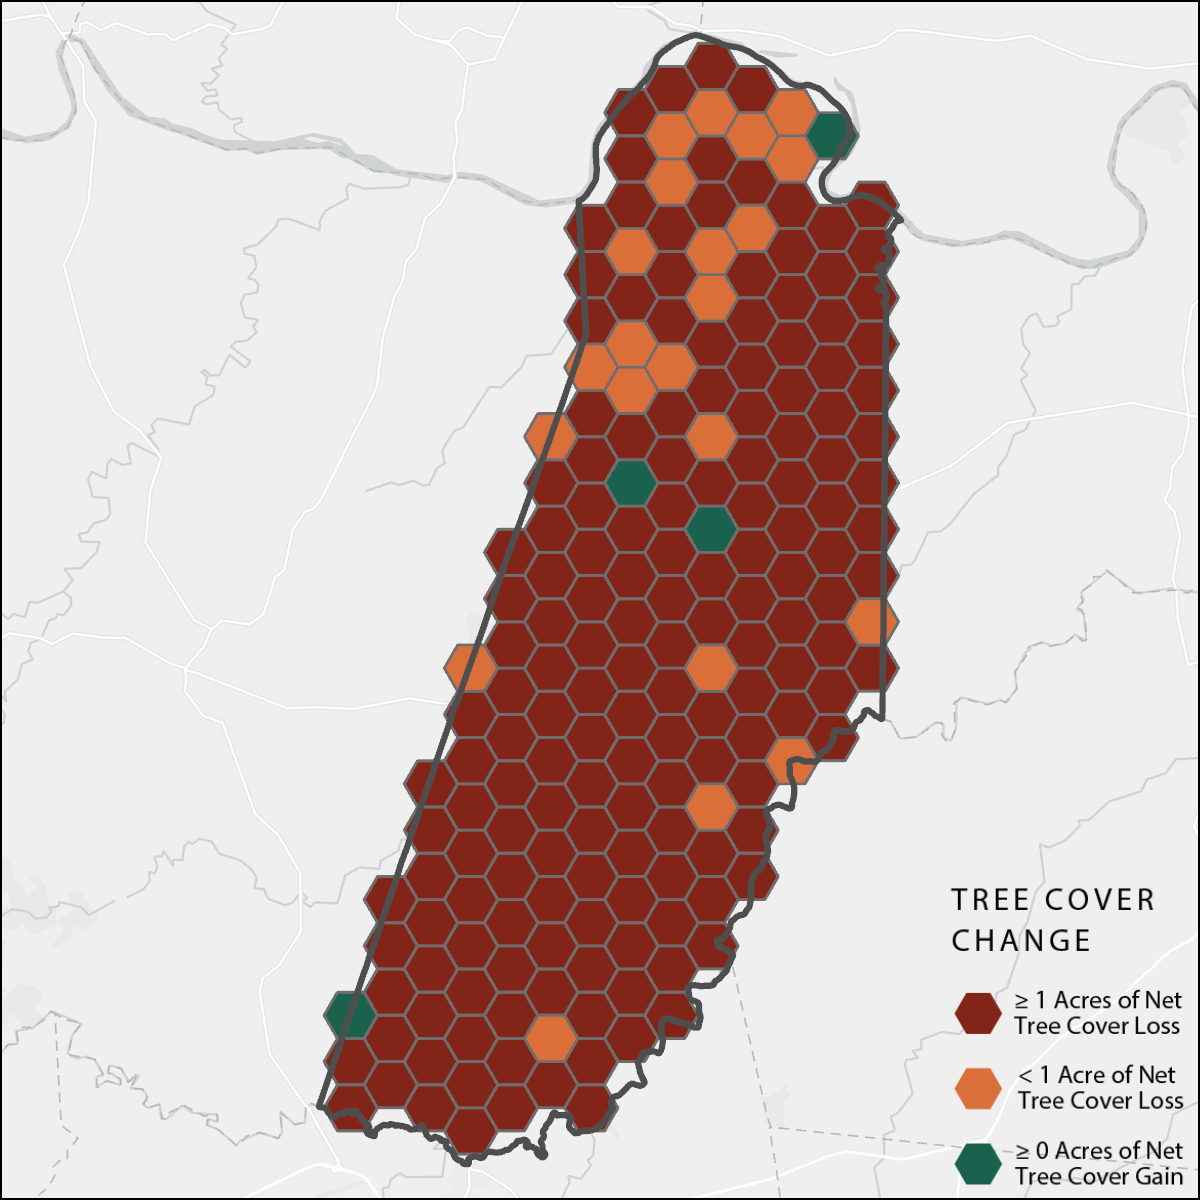 TREE COVER
CHANGE
≥ 1 Acres of Net
Tree Cover Loss
< 1 Acre of Net
Tree Cover Loss
≥ 0 Acres of Net
Tree Cover Gain